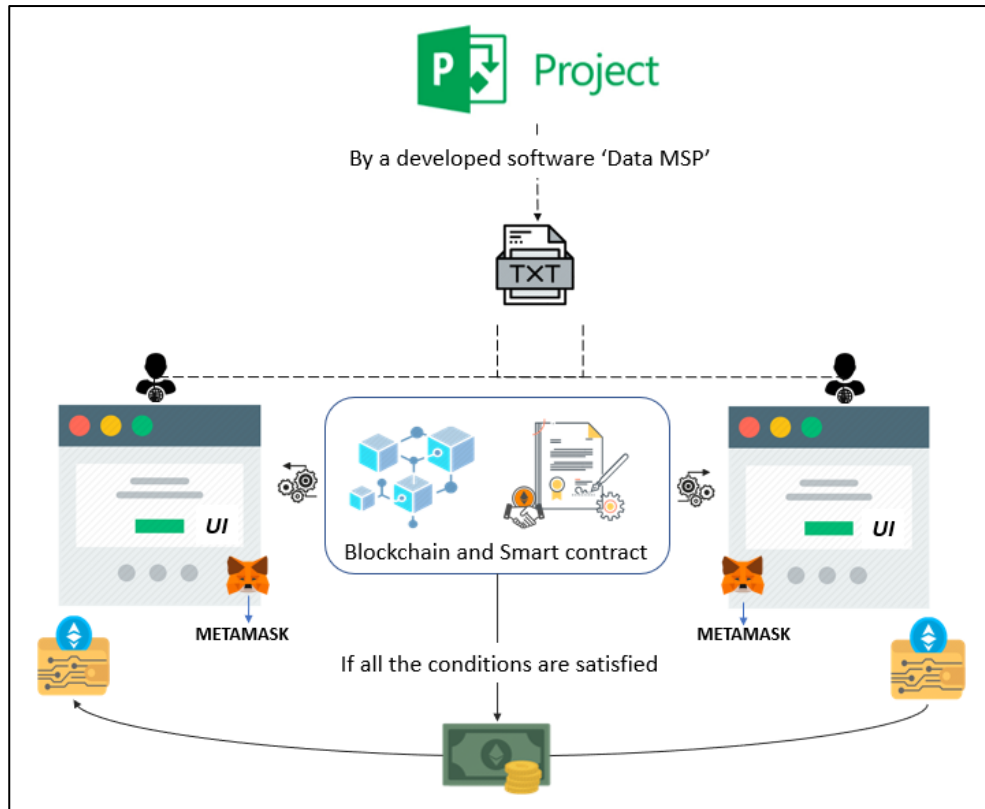 P
Project
By a developed software ‘Data MSP’
TXT
UI
UI
Blockchain and Smart contract
METAMASK
METAMASK
If all the conditions are satisfied